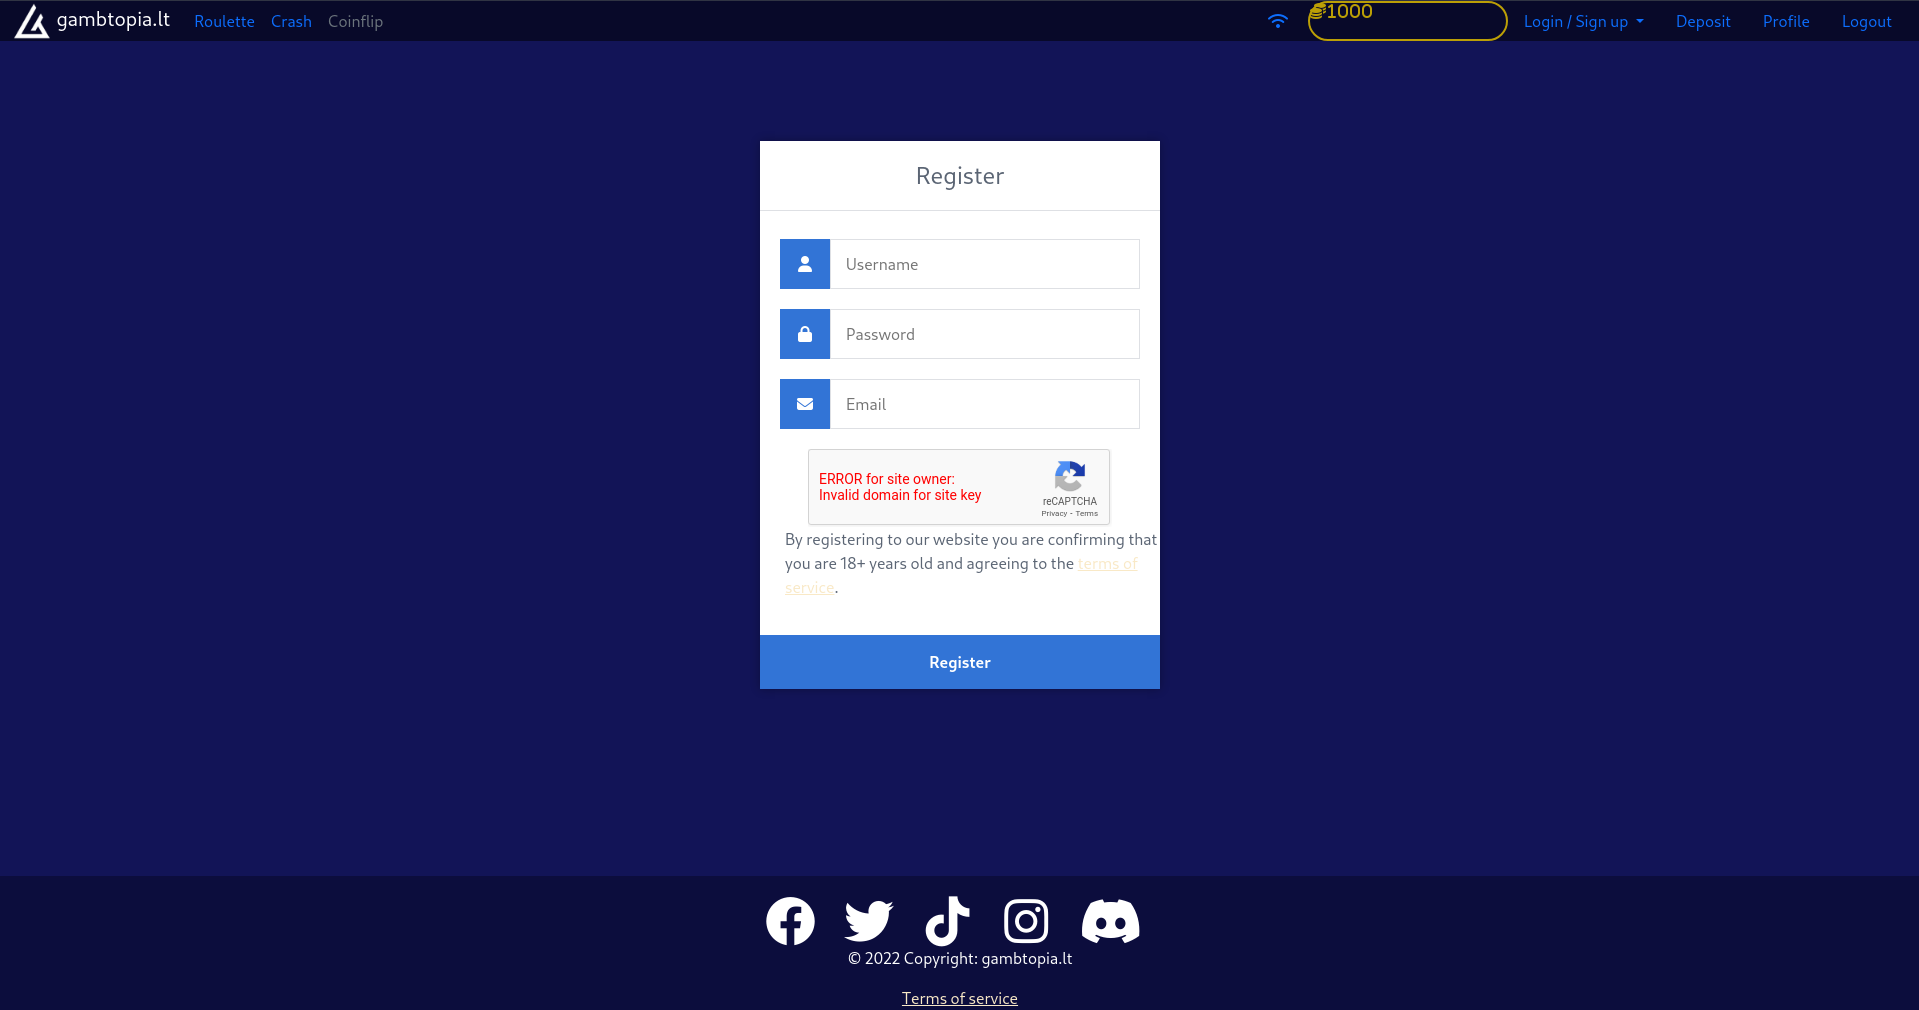 gambtopia.lt Roulette Crash Coinflip 1000 Login / Sign up Deposit Profile Logout
Register
Username
Password
Email
ERROR for site owner:
Invalid domain for site key
reCAPTCHA
Privacy - Terms
By registering to our website you are confirming that
you are 18+ years old and agreeing to the terms of
service.
Register
© 2022 Copyright: gambtopia.lt
Terms of service